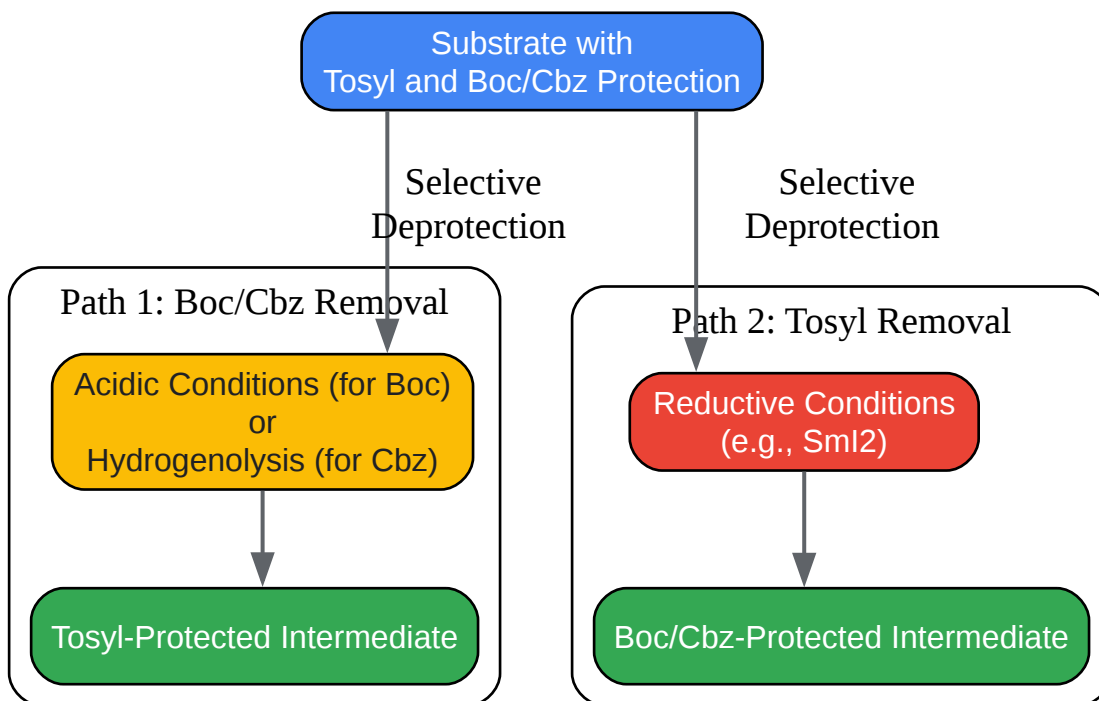 Substrate with
Tosyl and Boc/Cbz Protection
Selective
Deprotection
Selective
Deprotection
Path 1: Boc/Cbz Removal
Acidic Conditions (for Boc)
or
Hydrogenolysis (for Cbz)
Tosyl-Protected Intermediate
Path 2: Tosyl Removal
Reductive Conditions
(e.g., SmI2)
Boc/Cbz-Protected Intermediate